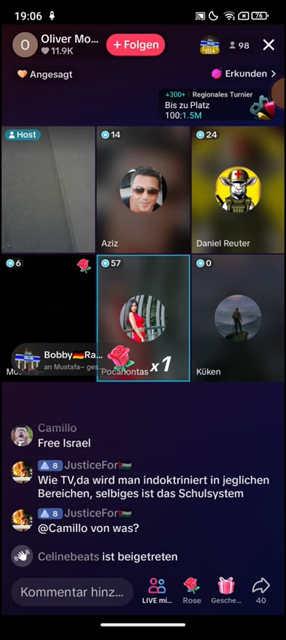 19:06
76
Oliver Mo...
11.9K
+ Folgen
98
Angesagt
Erkunden >
+300+ Regionales Turnier
Bis zu Platz
100:1.5M
Host
14
Aziz
24
Daniel Reuter
6
57
Bobby🇩🇪Ra...
an Mustafa~ ge
x1
Pocahontas
0
Küken
Camillo
Free Israel
8 JusticeFor🇵🇸
Wie TV,da wird man indoktriniert in jeglichen
Bereichen, selbiges ist das Schulsystem
8 JusticeFor🇵🇸
@Camillo von was?
Celinebeats ist beigetreten
Kommentar hinz...
LIVE mi...
Rose
Gesche...
40